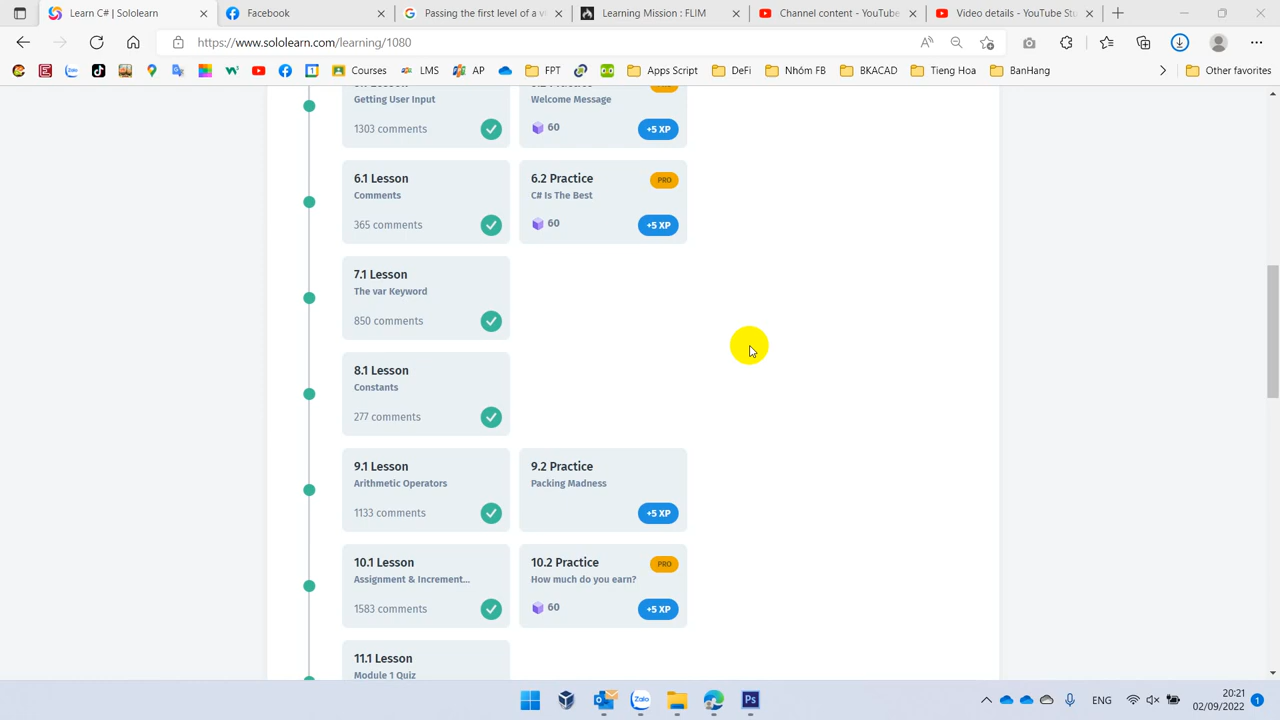 Learn C# | Sololearn
Facebook
Passing the first level of a v
Learning Mission : FLIM
Channel content - YouTube
Video details - YouTube Stu
https://www.sololearn.com/learning/1080
Courses
LMS
AP
FPT
Apps Script
Defi
Nhóm FB
BKACAD
Tieng Hoa
BanHang
Other favorites
Getting User Input
1303 comments
Welcome Message
60
+5 XP
6.1 Lesson
Comments
365 comments
6.2 Practice
PRO
C# Is The Best
60
+5 XP
7.1 Lesson
The var Keyword
850 comments
8.1 Lesson
Constants
277 comments
9.1 Lesson
Arithmetic Operators
1133 comments
9.2 Practice
Packing Madness
+5 XP
10.1 Lesson
Assignment & Increment...
1583 comments
10.2 Practice
PRO
How much do you earn?
60
+5 XP
11.1 Lesson
Module 1 Quiz
ENG
20:21
02/09/2022
1